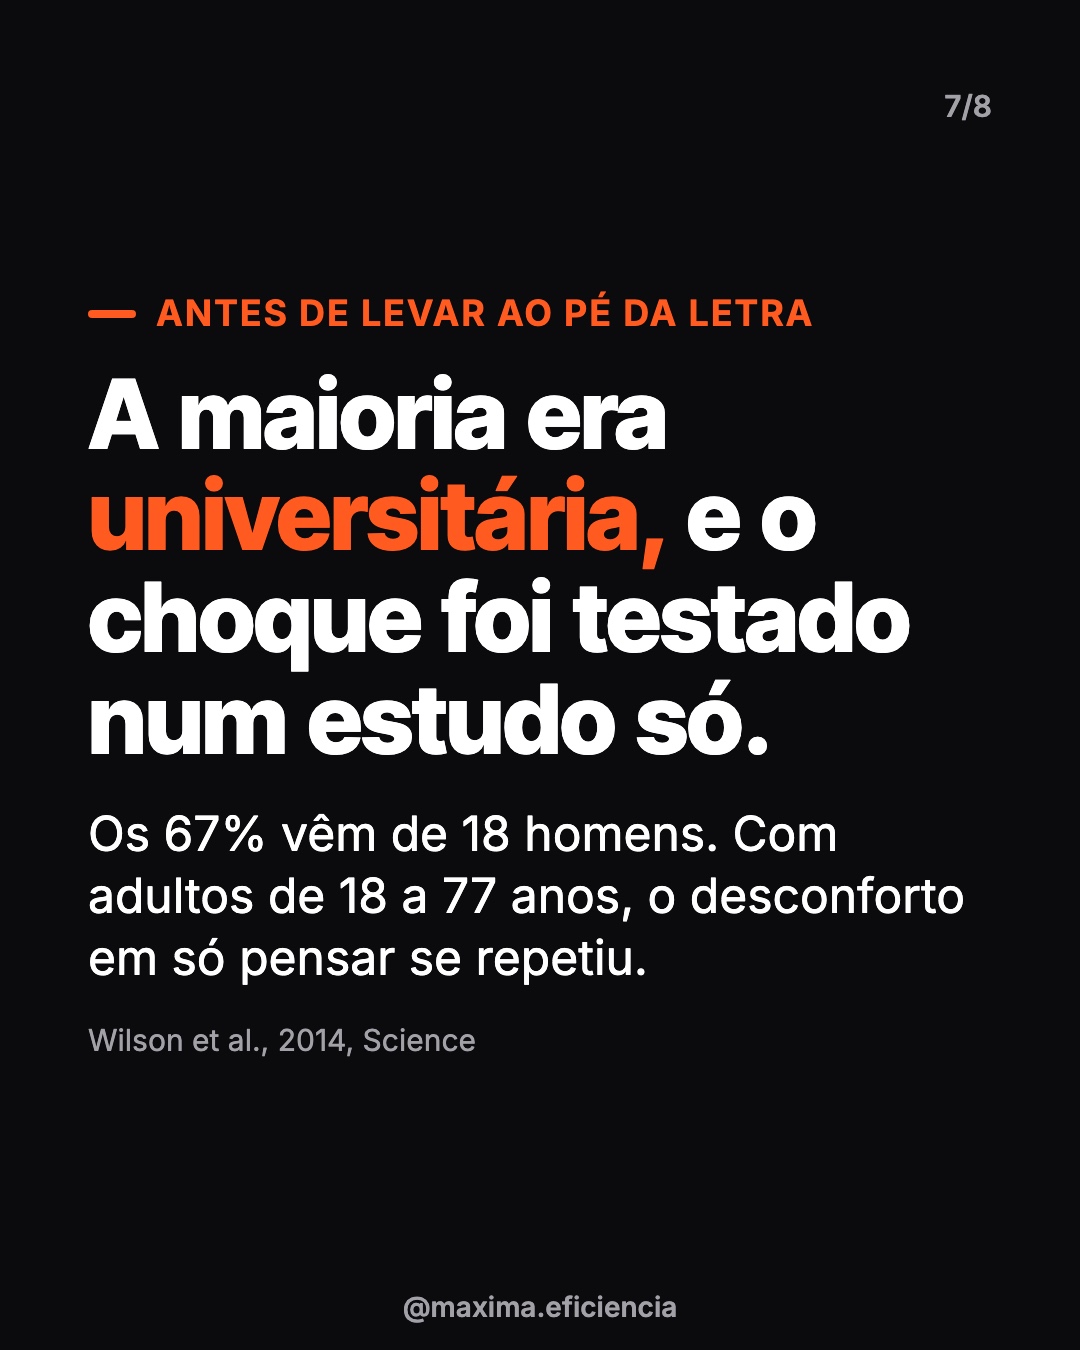 7/8
ANTES DE LEVAR AO PÉ DA LETRA
A maioria era
universitária, e o
choque foi testado
num estudo só.
Os 67% vêm de 18 homens. Com
adultos de 18 a 77 anos, o desconforto
em só pensar se repetiu.
Wilson et al., 2014, Science
@maxima.eficiencia